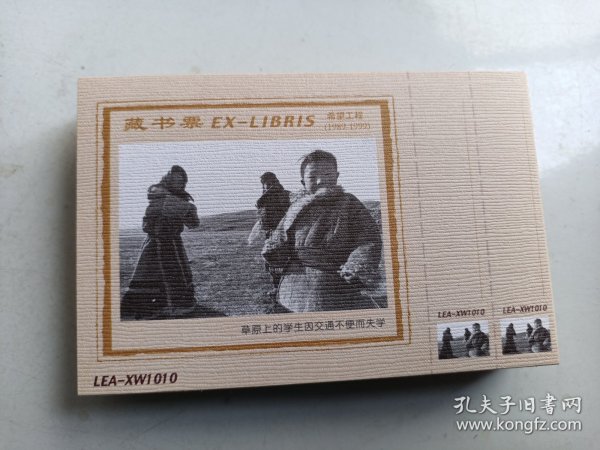 藏书票 EX-LIBRIS 希望工程
(1989-1999)
草原上的学生因交通不便而失学
LEA-XW1010
LEA-XW1010 LEA-XW1010
孔夫子旧书网
www.kongfz.com